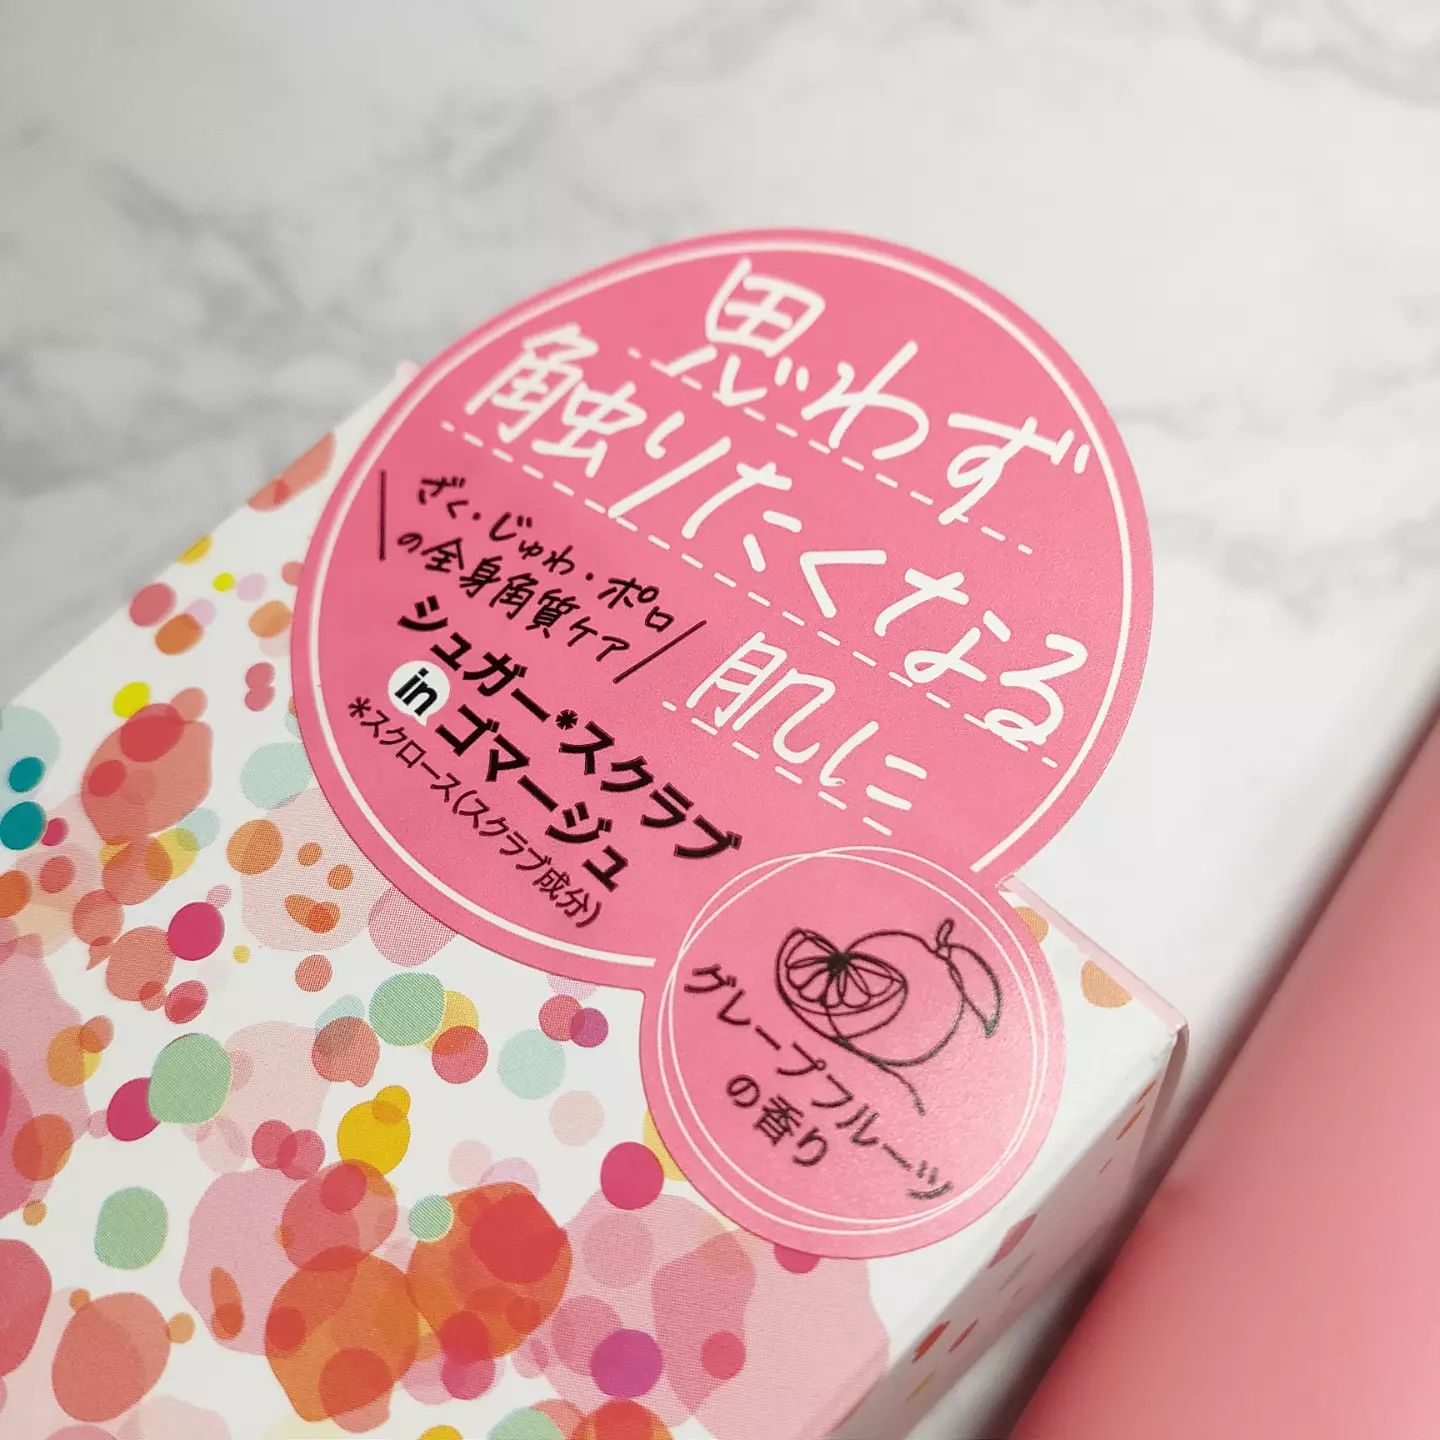 思わず
触りたくなる
肌に
ざく・じゅわ・ポロ
の全身角質ケア
シュガー*スクラブ
in ゴマージュ
*スクロース(スクラブ成分)
グレープフルーツ
の香り